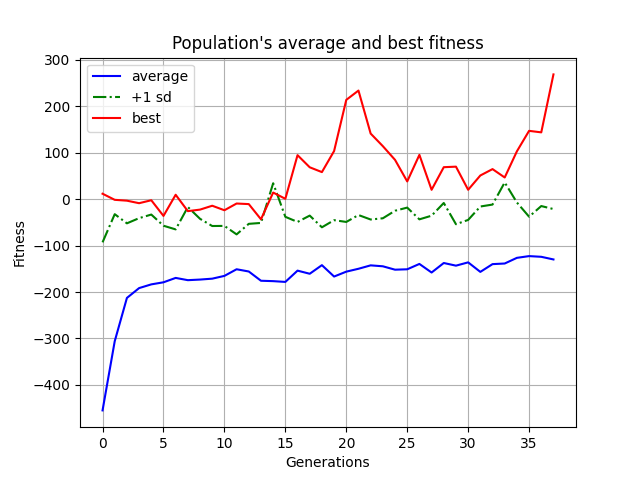 Population's average and best fitness
average
+1 sd
best
300
200
100
0
−100
−200
−300
−400
Fitness
0 5 10 15 20 25 30 35
Generations